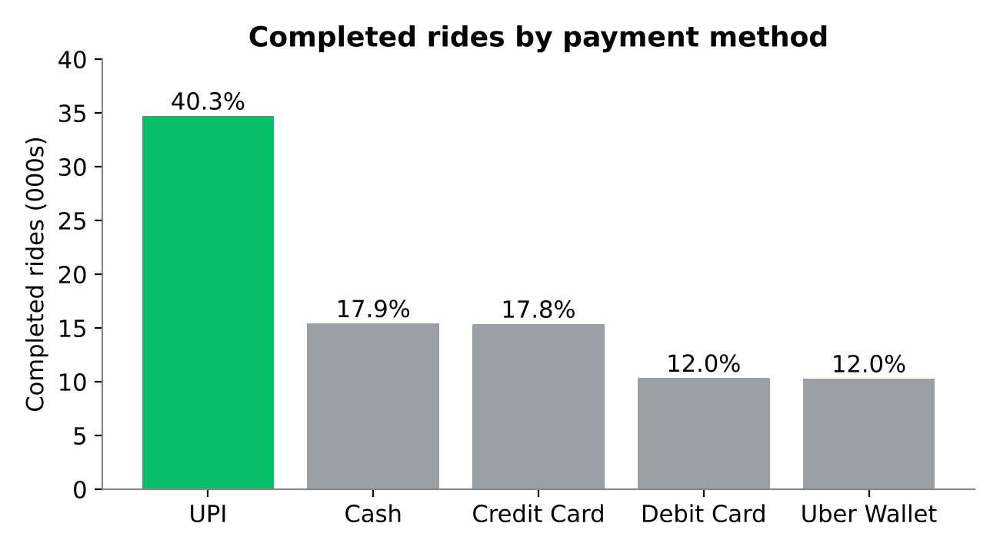 Completed rides by payment method
Completed rides (000s)
40
35
30
25
20
15
10
5
0
40.3%
17.9%
17.8%
12.0%
12.0%
UPI
Cash
Credit Card
Debit Card
Uber Wallet